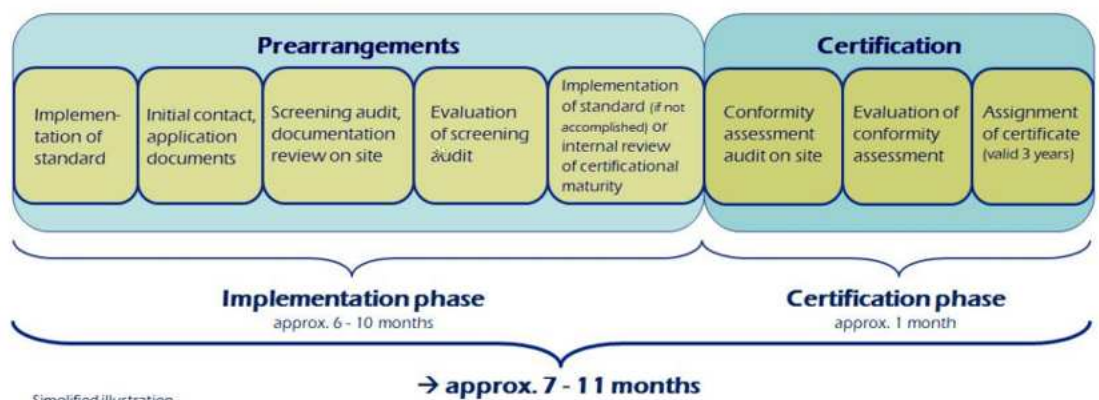 Prearrangements
Certification
Implemen-
tation of
standard
Initial contact,
application
documents
Screening audit,
documentation
review on site
Evaluation
of screening
audit
Implementation
of standard (if not
accomplished) or
internal review
of certificational
maturity
Conformity
assessment
audit on site
Evaluation of
conformity
assessment
Assignment
of certificate
(valid 3 years)
Implementation phase
approx. 6 - 10 months
Certification phase
approx. 1 month
→ approx. 7 - 11 months
Simplified illustration